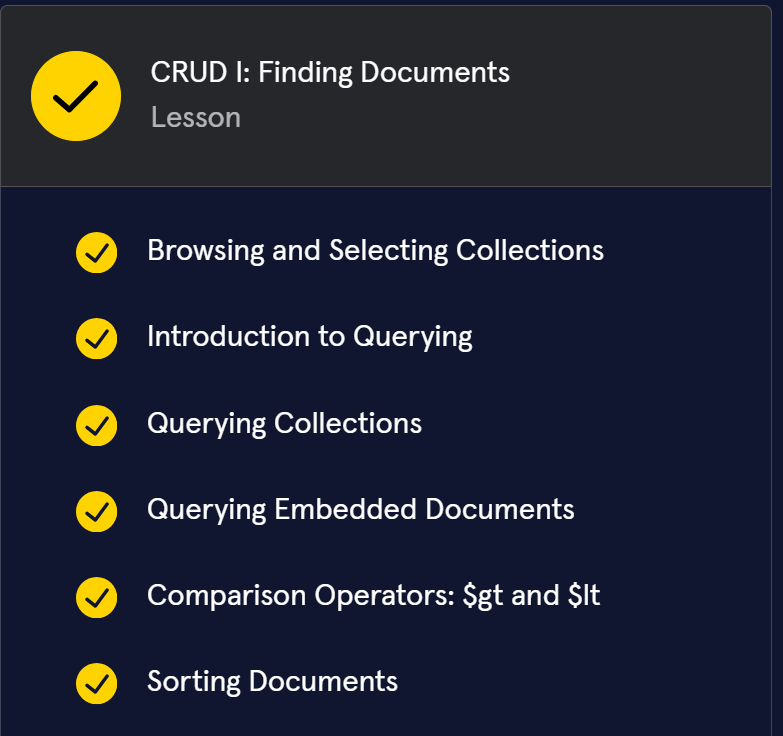 CRUD I: Finding Documents
Lesson
Browsing and Selecting Collections
Introduction to Querying
Querying Collections
Querying Embedded Documents
Comparison Operators: $gt and $lt
Sorting Documents